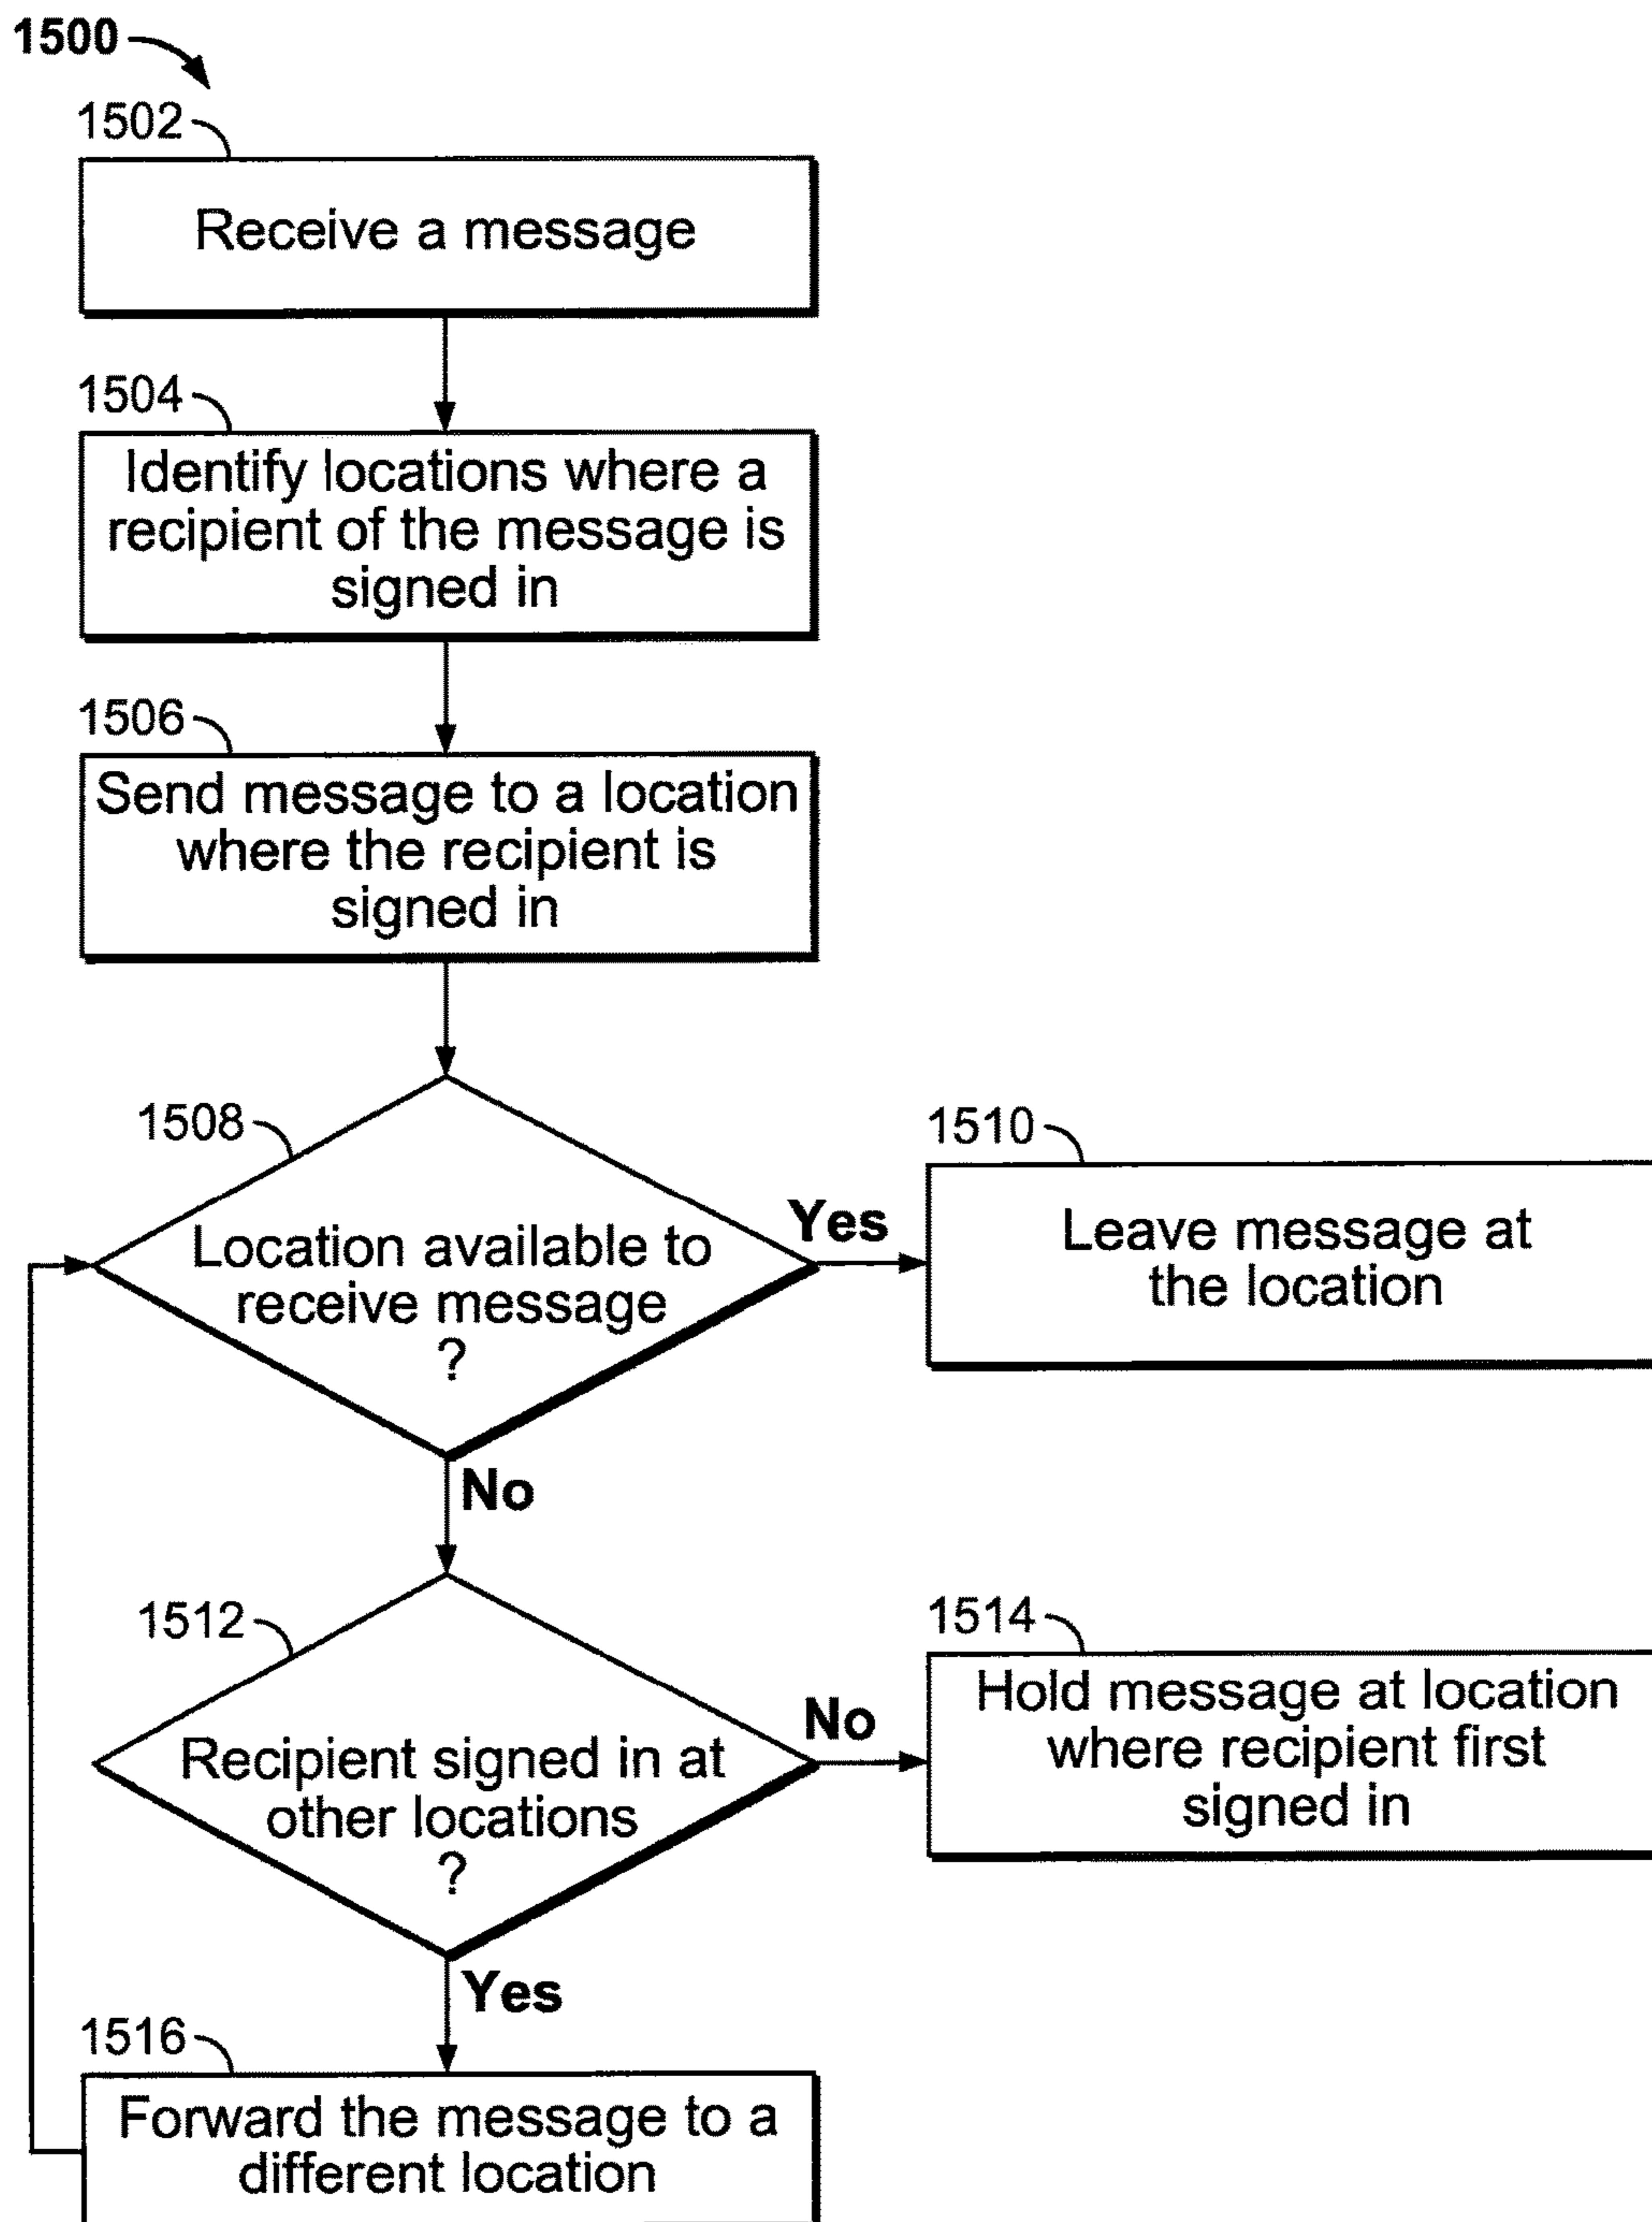 1500
1502
Receive a message
1504
Identify locations where a
recipient of the message is
signed in
1506
Send message to a location
where the recipient is
signed in
1508
Location available to
receive message
?
Yes
1510
Leave message at
the location
No
1512
Recipient signed in at
other locations
?
No
1514
Hold message at location
where recipient first
signed in
Yes
1516
Forward the message to a
different location